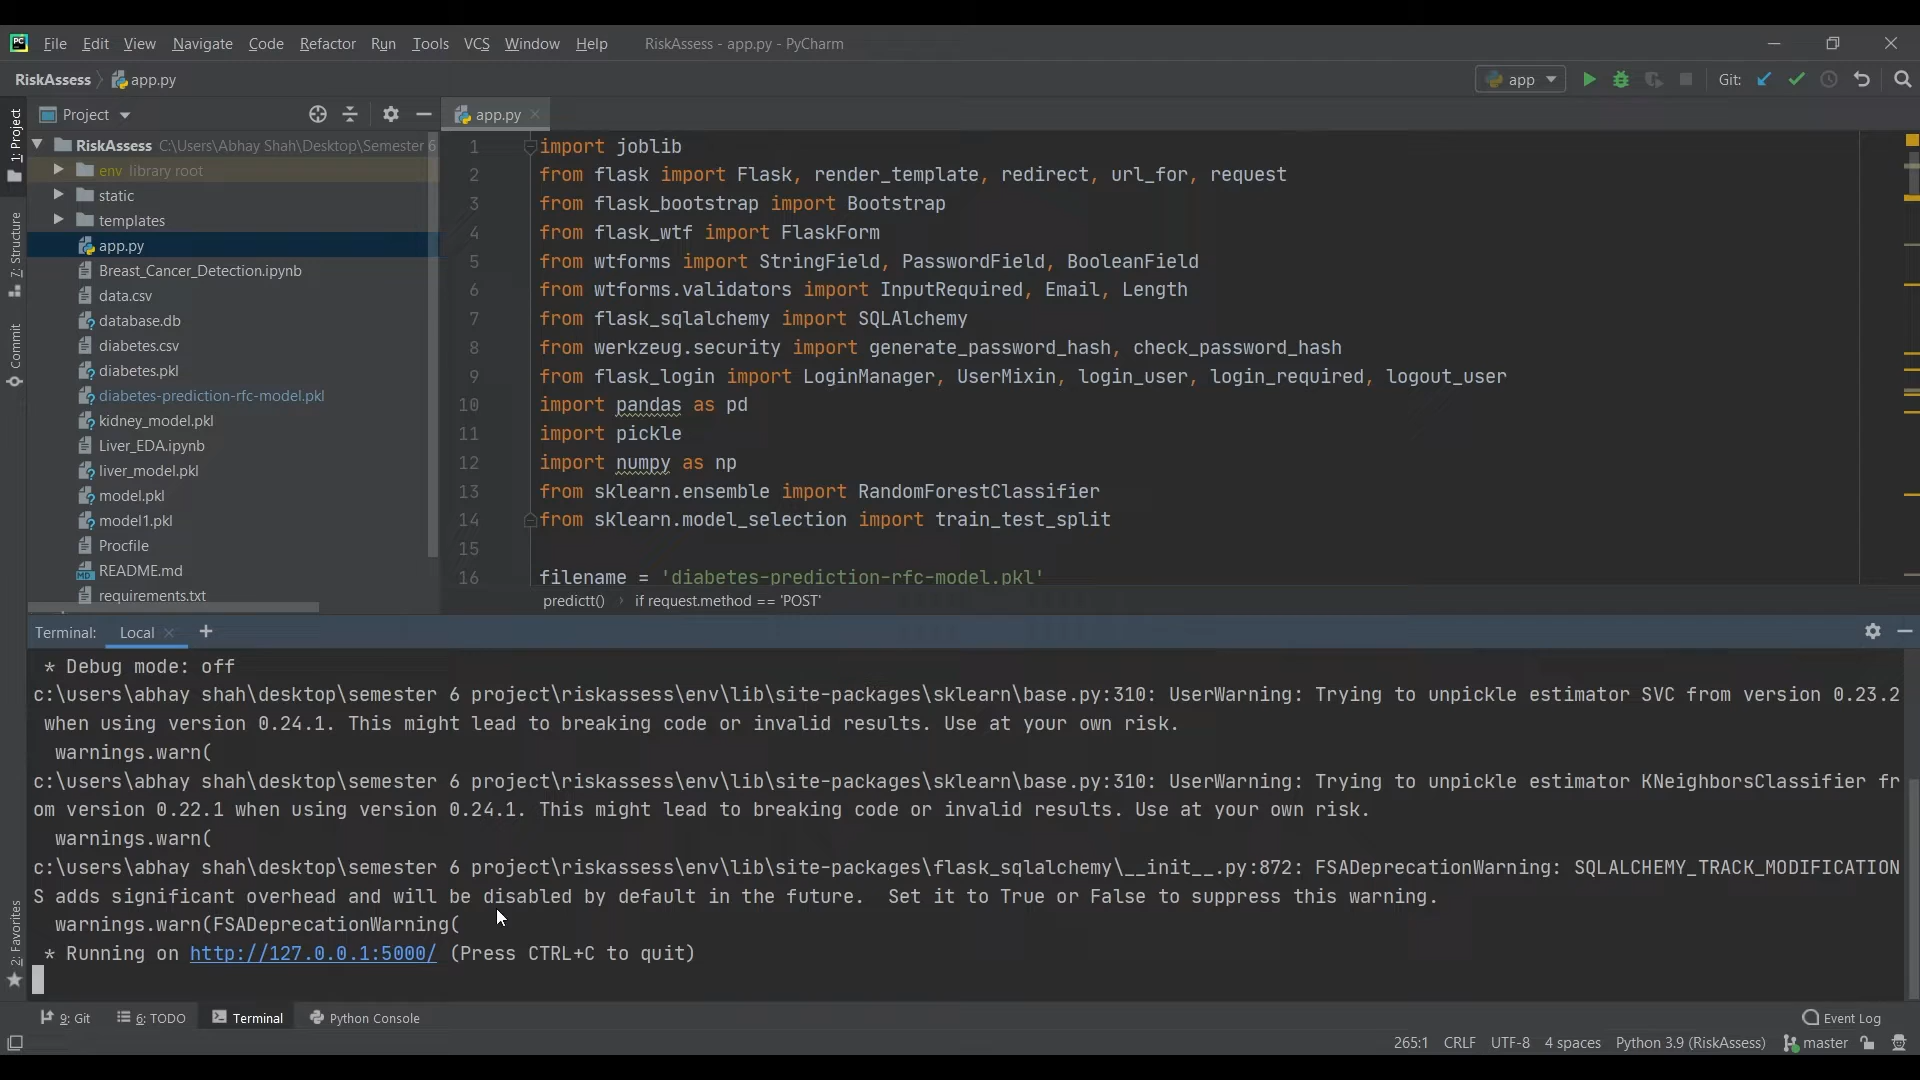 PC File Edit View Navigate Code Refactor Run Tools VCS Window Help RiskAssess - app.py - PyCharm
RiskAssess app.py app Git:
1: Project
7: Structure
Commit
2: Favorites
Project
RiskAssess C:\Users\Abhay Shah\Desktop\Semester 6
env library root
static
templates
app.py
Breast_Cancer_Detection.ipynb
data.csv
database.db
diabetes.csv
diabetes.pkl
diabetes-prediction-rfc-model.pkl
kidney_model.pkl
Liver_EDA.ipynb
liver_model.pkl
model.pkl
model1.pkl
Procfile
README.md
requirements.txt
app.py
1 import joblib
2 from flask import Flask, render_template, redirect, url_for, request
3 from flask_bootstrap import Bootstrap
4 from flask_wtf import FlaskForm
5 from wtforms import StringField, PasswordField, BooleanField
6 from wtforms.validators import InputRequired, Email, Length
7 from flask_sqlalchemy import SQLAlchemy
8 from werkzeug.security import generate_password_hash, check_password_hash
9 from flask_login import LoginManager, UserMixin, login_user, login_required, logout_user
10 import pandas as pd
11 import pickle
12 import numpy as np
13 from sklearn.ensemble import RandomForestClassifier
14 from sklearn.model_selection import train_test_split
15
16 filename = 'diabetes-prediction-rfc-model.pkl'
predictt() › if request.method == 'POST'
Terminal: Local +
* Debug mode: off
c:\users\abhay shah\desktop\semester 6 project\riskassess\env\lib\site-packages\sklearn\base.py:310: UserWarning: Trying to unpickle estimator SVC from version 0.23.2
when using version 0.24.1. This might lead to breaking code or invalid results. Use at your own risk.
warnings.warn(
c:\users\abhay shah\desktop\semester 6 project\riskassess\env\lib\site-packages\sklearn\base.py:310: UserWarning: Trying to unpickle estimator KNeighborsClassifier fr
om version 0.22.1 when using version 0.24.1. This might lead to breaking code or invalid results. Use at your own risk.
warnings.warn(
c:\users\abhay shah\desktop\semester 6 project\riskassess\env\lib\site-packages\flask_sqlalchemy\__init__.py:872: FSADeprecationWarning: SQLALCHEMY_TRACK_MODIFICATION
S adds significant overhead and will be disabled by default in the future.  Set it to True or False to suppress this warning.
warnings.warn(FSADeprecationWarning(
* Running on http://127.0.0.1:5000/ (Press CTRL+C to quit)
9: Git 6: TODO Terminal Python Console Event Log
265:1 CRLF UTF-8 4 spaces Python 3.9 (RiskAssess) master